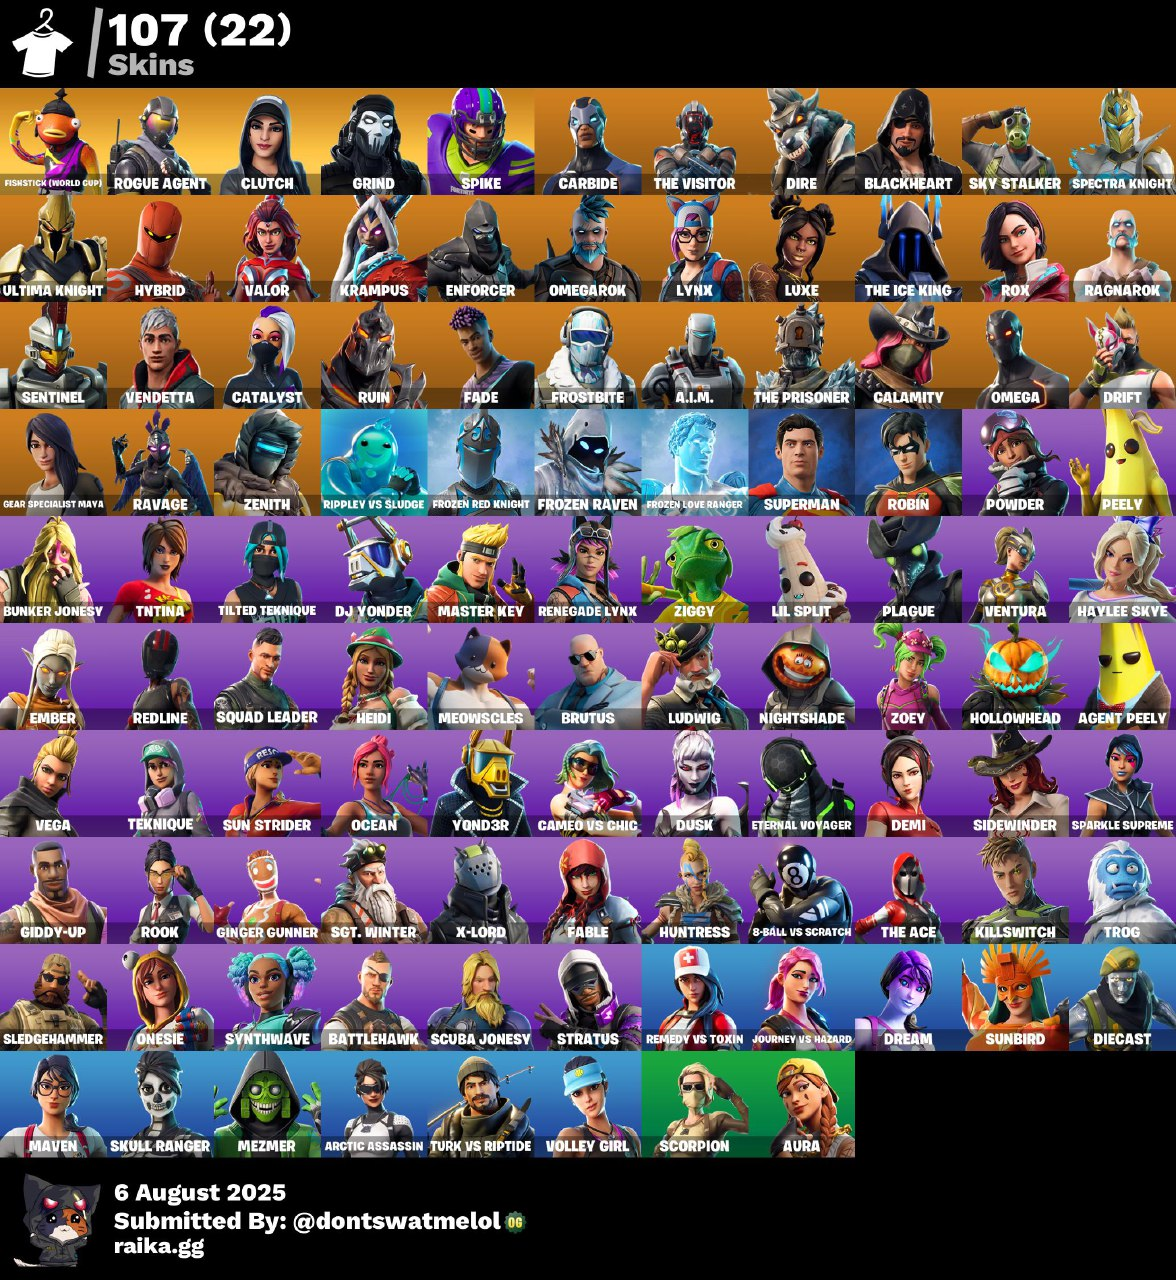 107 (22)
Skins
FISHSTICK (WORLD CUP) ROGUE AGENT CLUTCH GRIND SPIKE CARBIDE THE VISITOR DIRE BLACKHEART SKY STALKER SPECTRA KNIGHT
ULTIMA KNIGHT HYBRID VALOR KRAMPUS ENFORCER OMEGAROK LYNX LUXE THE ICE KING ROX RAGNAROK
SENTINEL VENDETTA CATALYST RUIN FADE FROSTBITE A.I.M. THE PRISONER CALAMITY OMEGA DRIFT
GEAR SPECIALIST MAYA RAVAGE ZENITH RIPPLEY VS SLUDGE FROZEN RED KNIGHT FROZEN RAVEN FROZEN LOVE RANGER SUPERMAN ROBIN POWDER PEELY
BUNKER JONESY TNTINA TILTED TEKNIQUE DJ YONDER MASTER KEY RENEGADE LYNX ZIGGY LIL SPLIT PLAGUE VENTURA HAYLEE SKYE
EMBER REDLINE SQUAD LEADER HEIDI MEOWSCLES BRUTUS LUDWIG NIGHTSHADE ZOEY HOLLOWHEAD AGENT PEELY
VEGA TEKNIQUE SUN STRIDER OCEAN YOND3R CAMEO VS CHIC DUSK ETERNAL VOYAGER DEMI SIDEWINDER SPARKLE SUPREME
GIDDY-UP ROOK GINGER GUNNER SGT. WINTER X-LORD FABLE HUNTRESS 8-BALL VS SCRATCH THE ACE KILLSWITCH TROG
SLEDGEHAMMER ONESIE SYNTHWAVE BATTLEHAWK SCUBA JONESY STRATUS REMEDY VS TOXIN JOURNEY VS HAZARD DREAM SUNBIRD DIECAST
MAVEN SKULL RANGER MEZMER ARCTIC ASSASSIN TURK VS RIPTIDE VOLLEY GIRL SCORPION AURA
6 August 2025
Submitted By: @dontswatmelol OG
raika.gg